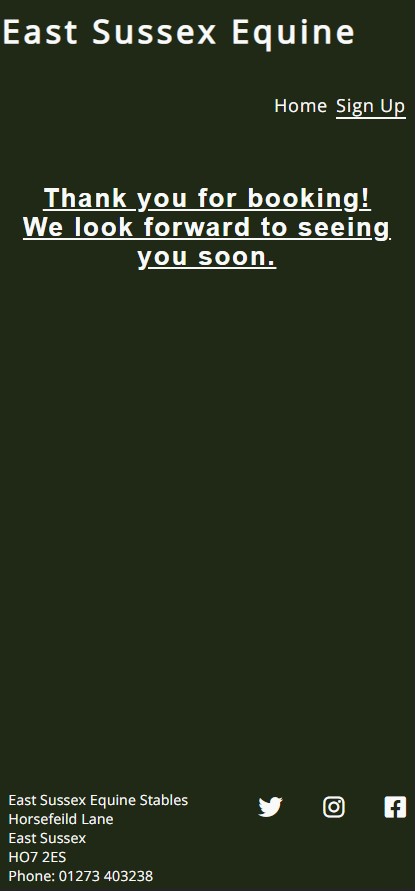 East Sussex Equine
Home Sign Up
Thank you for booking!
We look forward to seeing
you soon.
East Sussex Equine Stables
Horsefeild Lane
East Sussex
HO7 2ES
Phone: 01273 403238